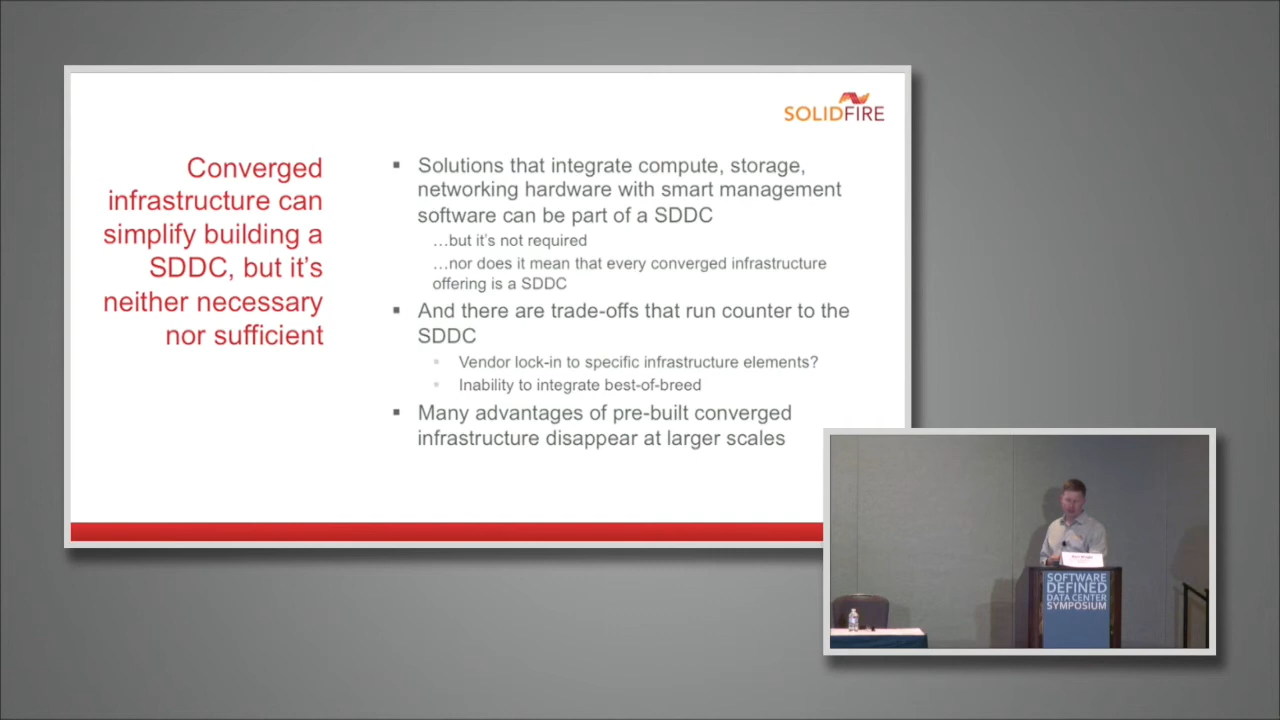 SOLIDFIRE
Converged
infrastructure can
simplify building a
SDDC, but it's
neither necessary
nor sufficient
▪ Solutions that integrate compute, storage,
networking hardware with smart management
software can be part of a SDDC
…but it's not required
…nor does it mean that every converged infrastructure
offering is a SDDC
▪ And there are trade-offs that run counter to the
SDDC
▪ Vendor lock-in to specific infrastructure elements?
▪ Inability to integrate best-of-breed
▪ Many advantages of pre-built converged
infrastructure disappear at larger scales
SOFTWARE
DEFINED
DATA CENTER
SYMPOSIUM